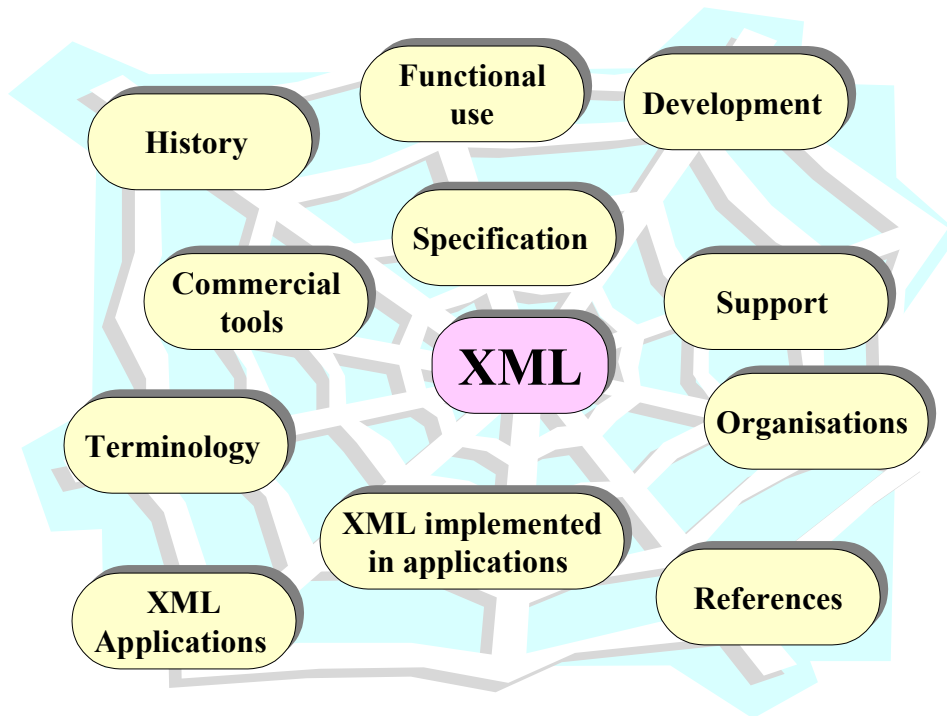 Functional
use
Development
History
Specification
Commercial
tools
Support
XML
Organisations
Terminology
XML implemented
in applications
References
XML
Applications